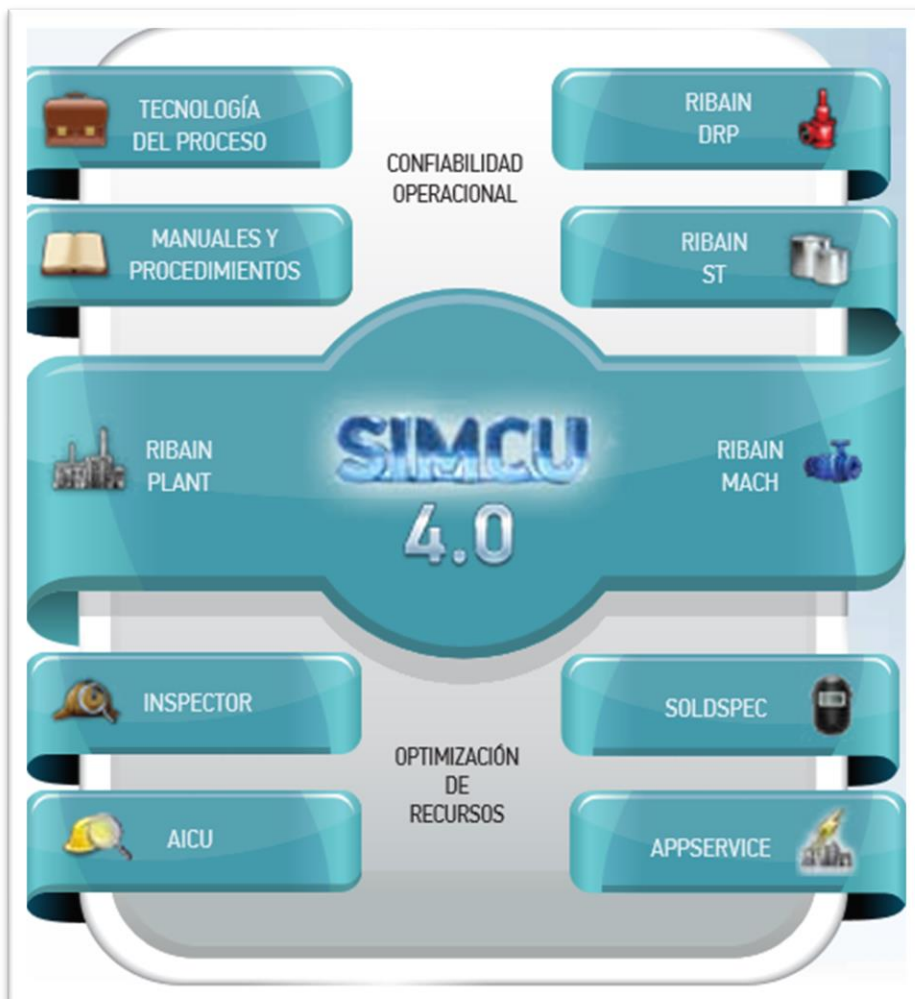 TECNOLOGÍA
DEL PROCESO
MANUALES Y
PROCEDIMIENTOS
CONFIABILIDAD
OPERACIONAL
RIBAIN
DRP
RIBAIN
ST
RIBAIN
PLANT
SIMCU
4.0
RIBAIN
MACH
INSPECTOR
AICU
OPTIMIZACIÓN
DE
RECURSOS
SOLDSPEC
APPSERVICE